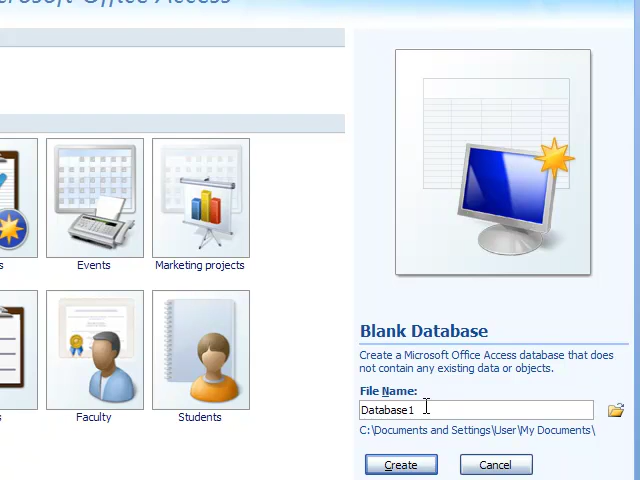 Microsoft Office Access
Events
Marketing projects
Faculty
Students
Blank Database
Create a Microsoft Office Access database that does
not contain any existing data or objects.
File Name:
Database1
C:\Documents and Settings\User\My Documents\
Create
Cancel